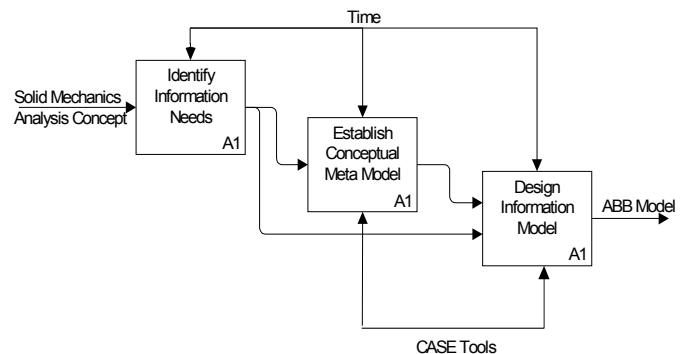 Time
Identify
Information
Needs
A1
Solid Mechanics
Analysis Concept
Establish
Conceptual
Meta Model
A1
Design
Information
Model
A1
ABB Model
CASE Tools